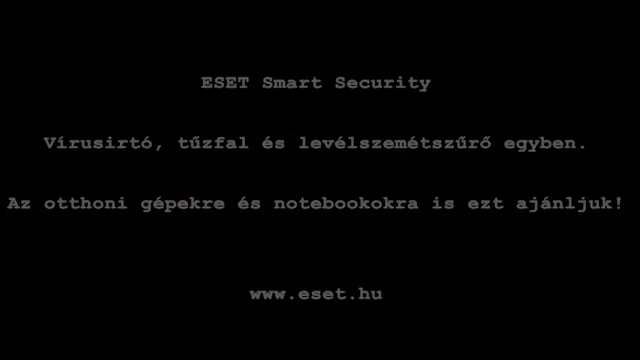 ESET Smart Security
Vírusirtó, tűzfal és levélszemétszűrő egyben.
Az otthoni gépekre és notebookokra is ezt ajánljuk!
www.eset.hu